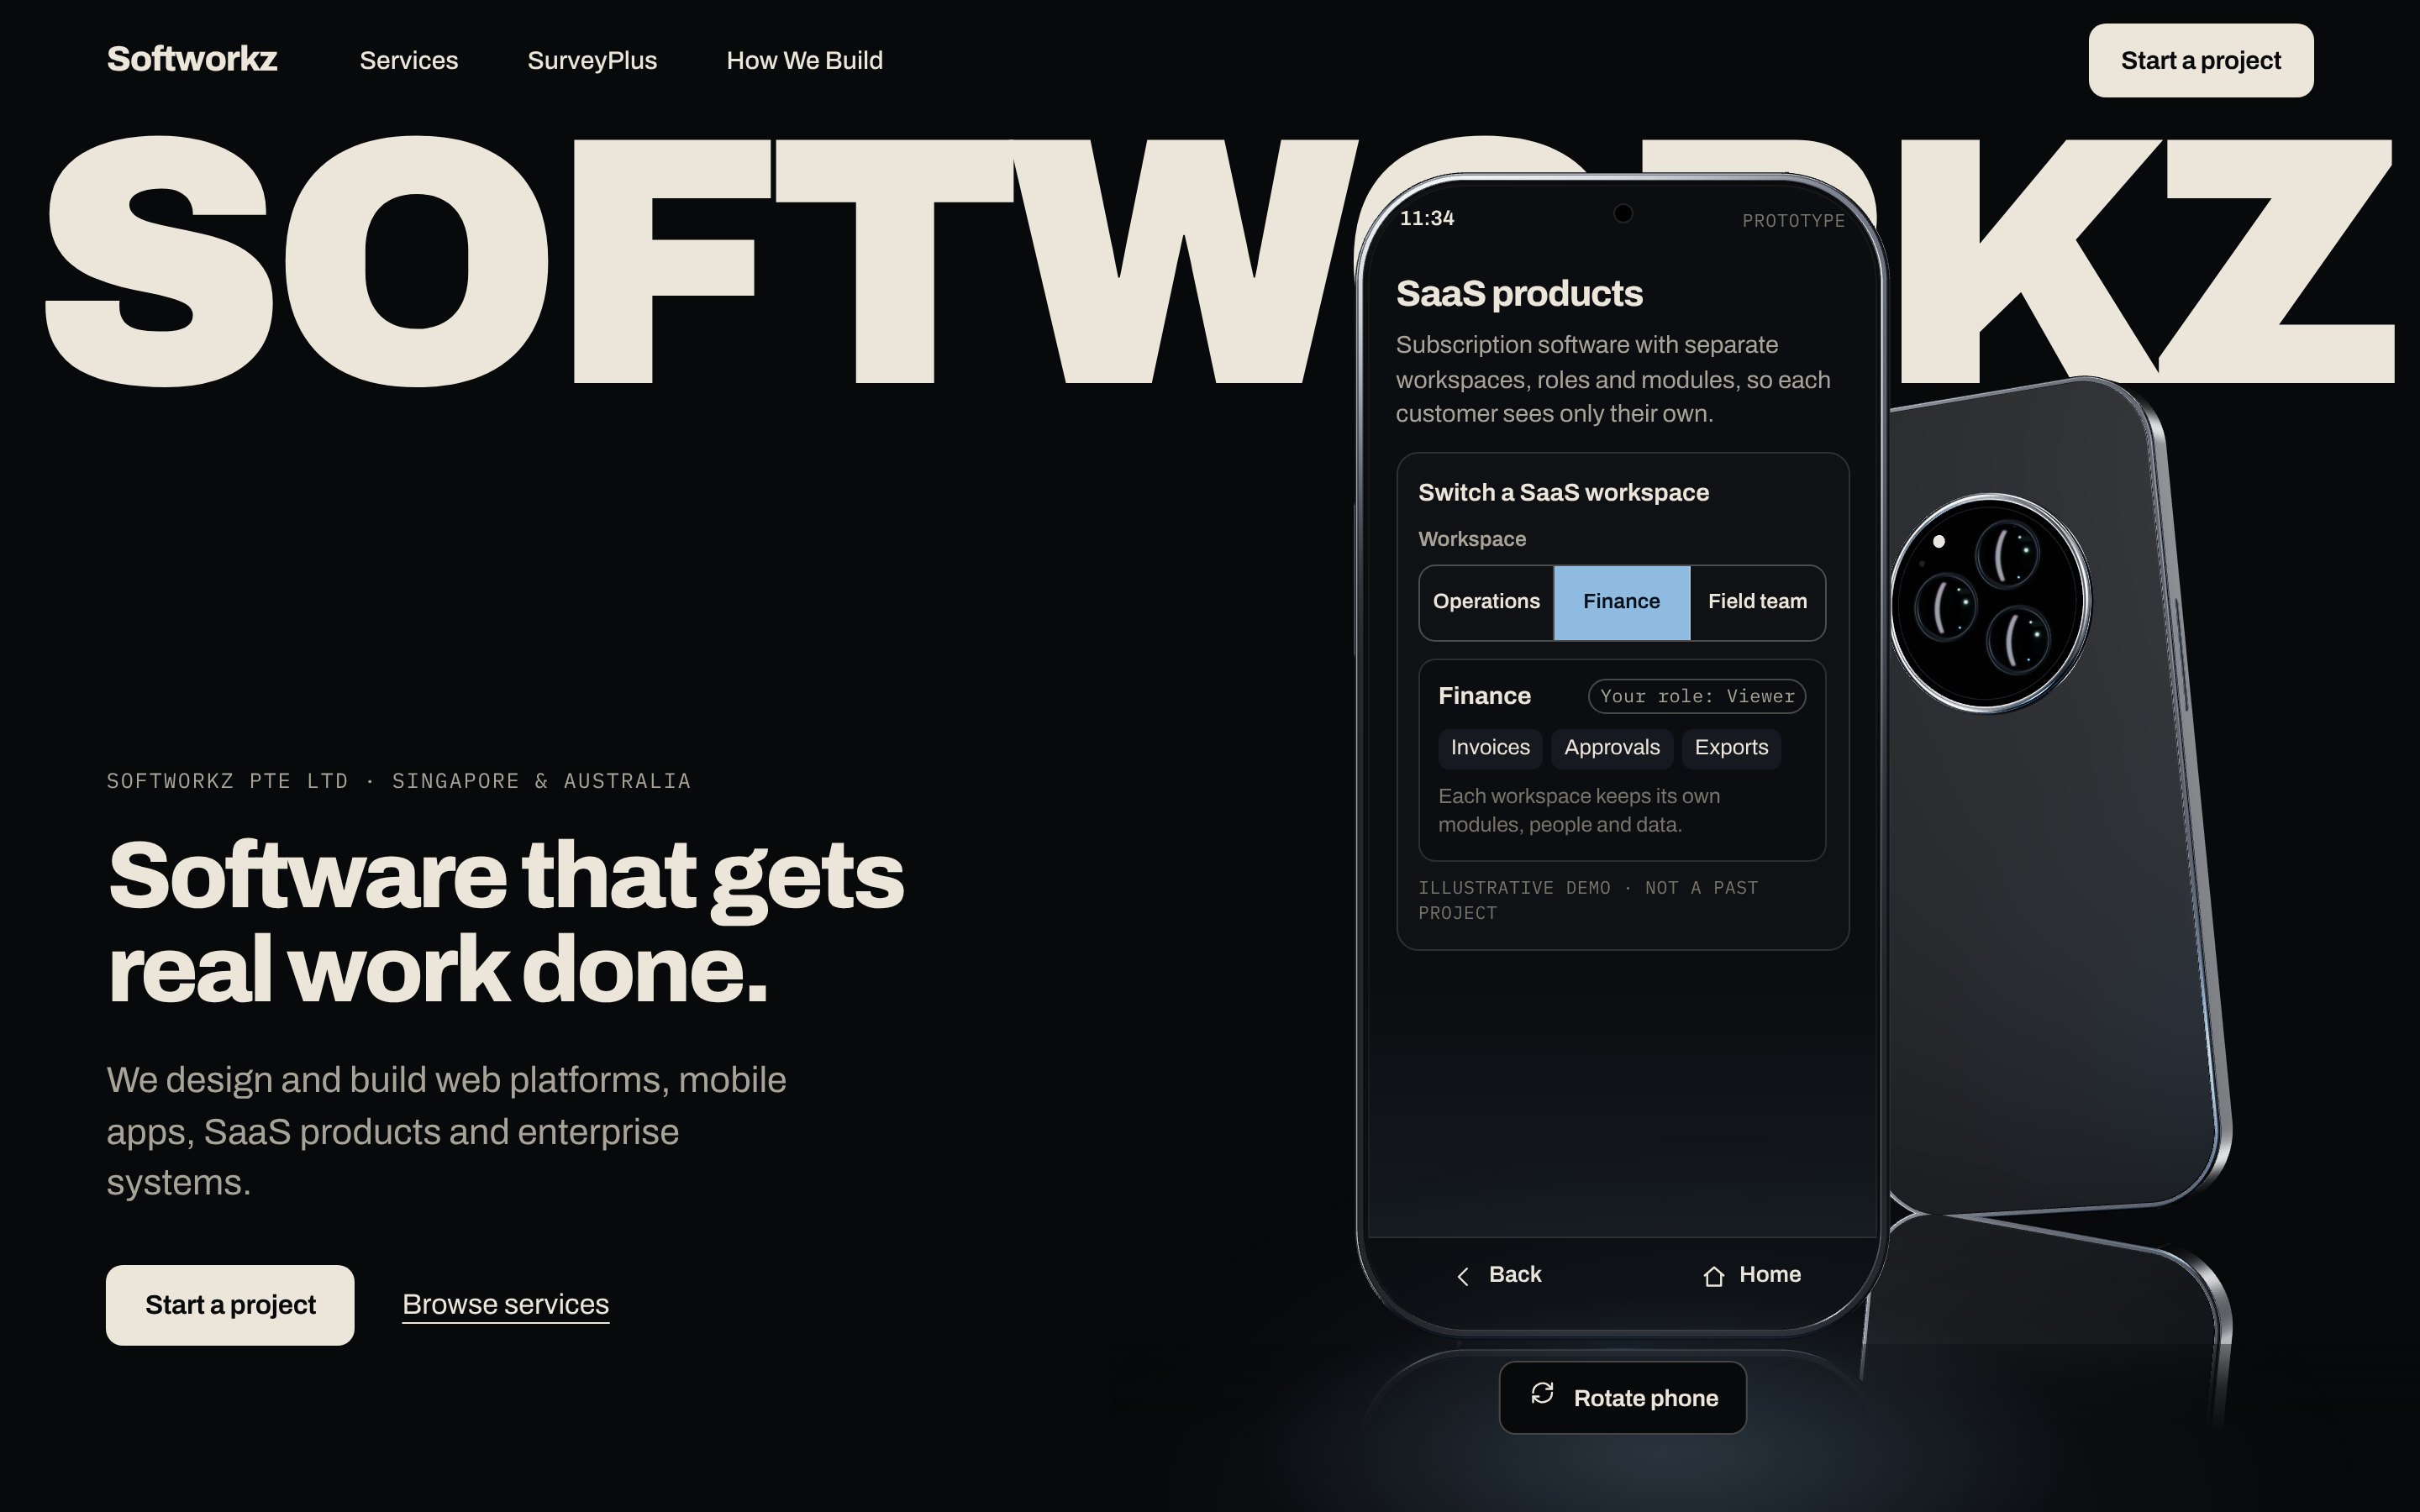 Softworkz
Services
SurveyPlus
How We Build
Start a project
SOFTWORKZ
11:34
PROTOTYPE
SaaS products
Subscription software with separate
workspaces, roles and modules, so each
customer sees only their own.
Switch a SaaS workspace
Workspace
Operations
Finance
Field team
Finance
Your role: Viewer
Invoices
Approvals
Exports
Each workspace keeps its own
modules, people and data.
ILLUSTRATIVE DEMO · NOT A PAST
PROJECT
Back
Home
Rotate phone
SOFTWORKZ PTE LTD · SINGAPORE & AUSTRALIA
Software that gets
real work done.
We design and build web platforms, mobile
apps, SaaS products and enterprise
systems.
Start a project
Browse services